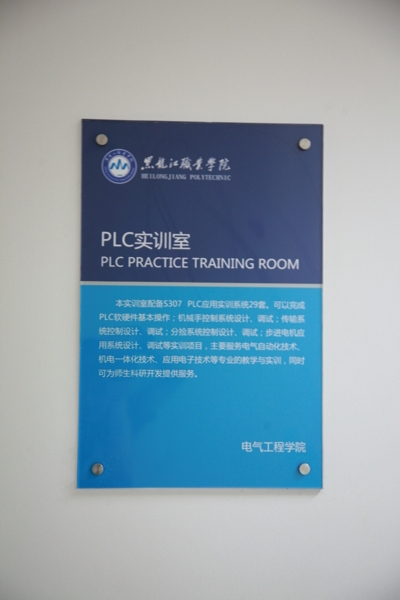 黑龙江职业学院
HEILONGJIANG POLYTECHNIC
PLC实训室
PLC PRACTICE TRAINING ROOM
本实训室配备S307 PLC应用实训系统29套。可以完成
PLC软硬件基本操作；机械手控制系统设计、调试；传输系
统控制设计、调试；分捡系统控制设计、调试；步进电机应
用系统设计、调试等实训项目，主要服务电气自动化技术、
机电一体化技术、应用电子技术等专业的教学与实训，同时
可为师生科研开发提供服务。
电气工程学院